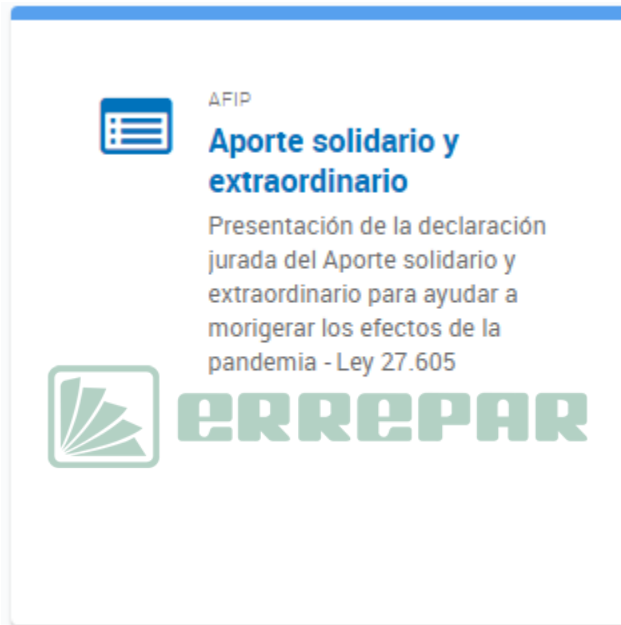 AFIP
Aporte solidario y
extraordinario
Presentación de la declaración
jurada del Aporte solidario y
extraordinario para ayudar a
morigerar los efectos de la
pandemia - Ley 27.605
ERREPAR